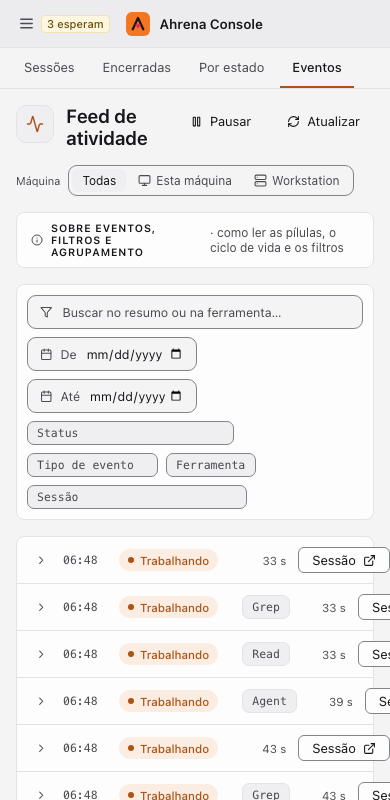 3 esperam
Ahrena Console
Sessões
Encerradas
Por estado
Eventos
Feed de
atividade
Pausar
Atualizar
Máquina
Todas
Esta máquina
Workstation
SOBRE EVENTOS,
FILTROS E
AGRUPAMENTO
· como ler as pílulas, o
ciclo de vida e os filtros
Buscar no resumo ou na ferramenta...
De mm/dd/yyyy
Até mm/dd/yyyy
Status
Tipo de evento
Ferramenta
Sessão
06:48 Trabalhando 33 s Sessão
06:48 Trabalhando Grep 33 s
06:48 Trabalhando Read 33 s
06:48 Trabalhando Agent 39 s
06:48 Trabalhando 43 s Sessão
06:48 Trabalhando Grep 43 s